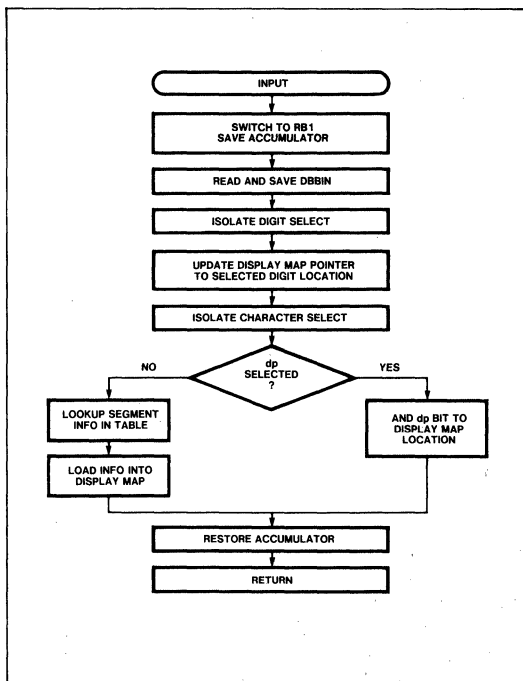 INPUT
SWITCH TO RB1
SAVE ACCUMULATOR
READ AND SAVE DBBIN
ISOLATE DIGIT SELECT
UPDATE DISPLAY MAP POINTER
TO SELECTED DIGIT LOCATION
ISOLATE CHARACTER SELECT
dp
SELECTED
?
NO
YES
LOOKUP SEGMENT
INFO IN TABLE
LOAD INFO INTO
DISPLAY MAP
AND dp BIT TO
DISPLAY MAP
LOCATION
RESTORE ACCUMULATOR
RETURN